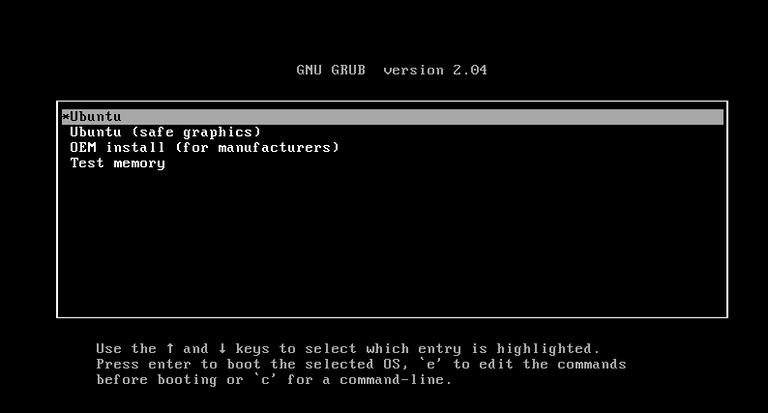 GNU GRUB  version 2.04
*Ubuntu
Ubuntu (safe graphics)
OEM install (for manufacturers)
Test memory
Use the ↑ and ↓ keys to select which entry is highlighted.
Press enter to boot the selected OS, `e' to edit the commands
before booting or `c' for a command-line.